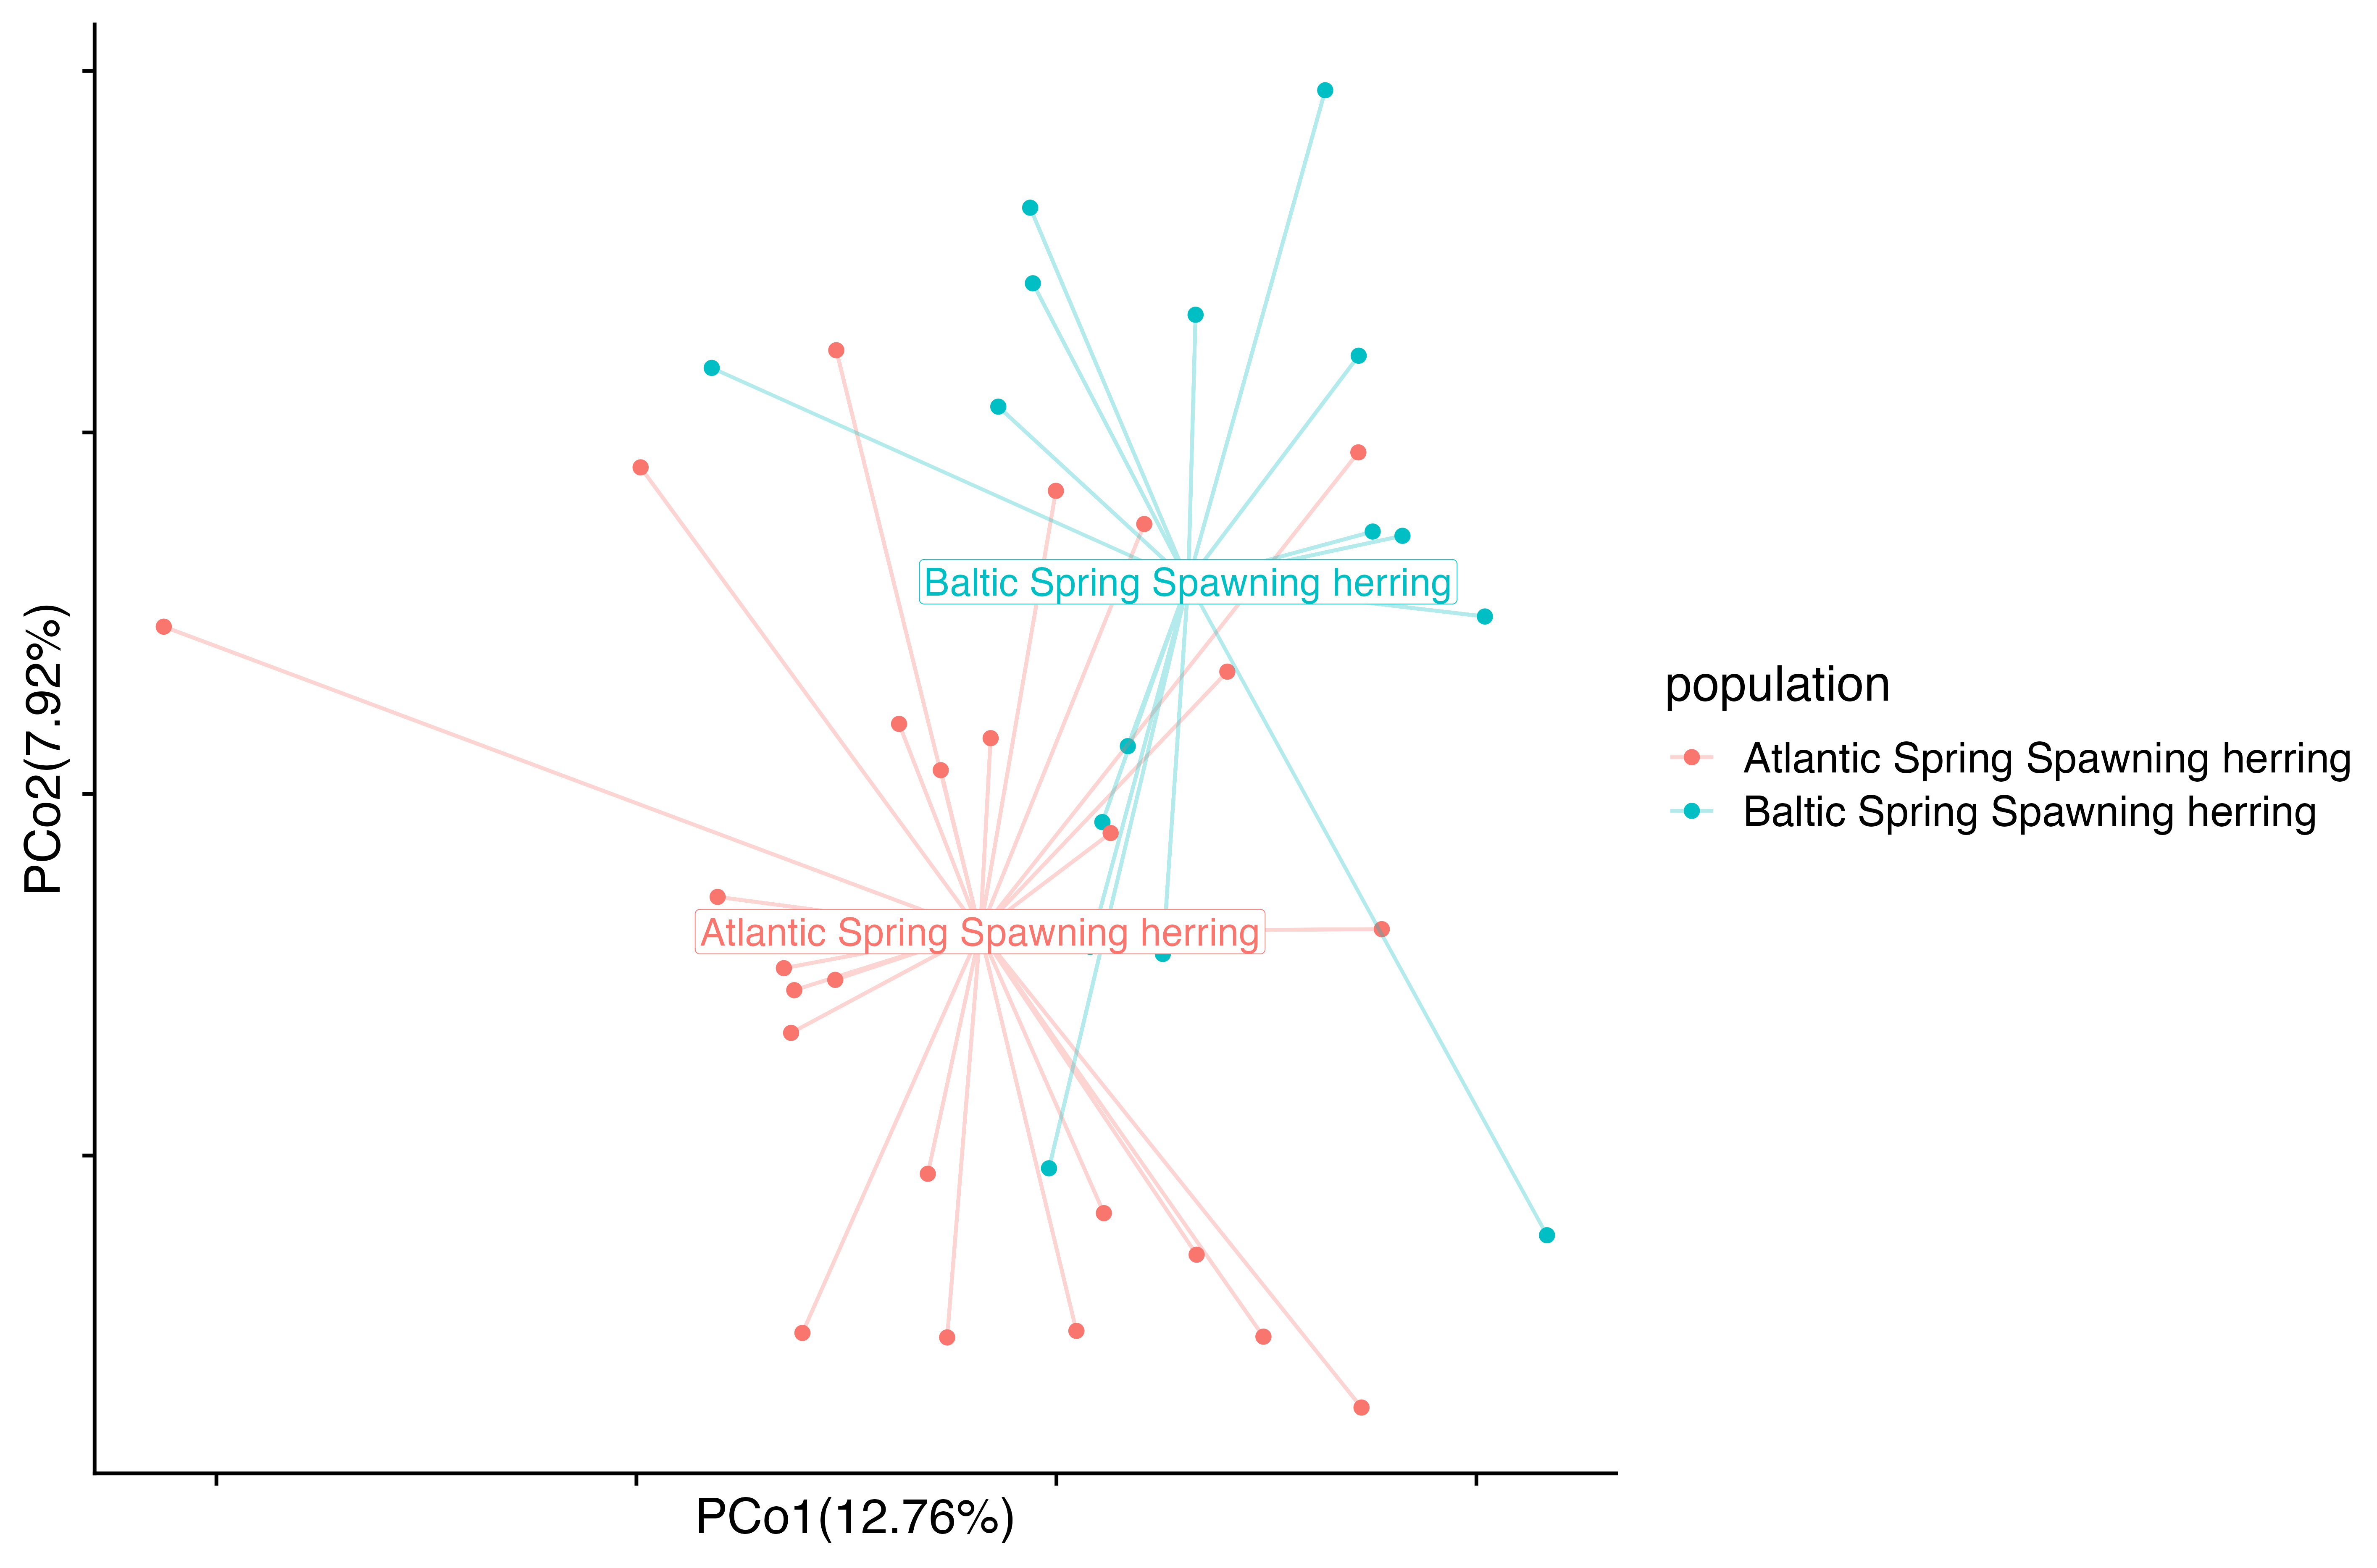 Baltic Spring Spawning herring
Atlantic Spring Spawning herring
PCo2(7.92%)
PCo1(12.76%)
population
Atlantic Spring Spawning herring
Baltic Spring Spawning herring